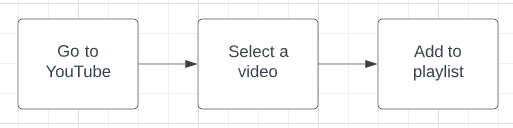 Go to
YouTube
Select a
video
Add to
playlist